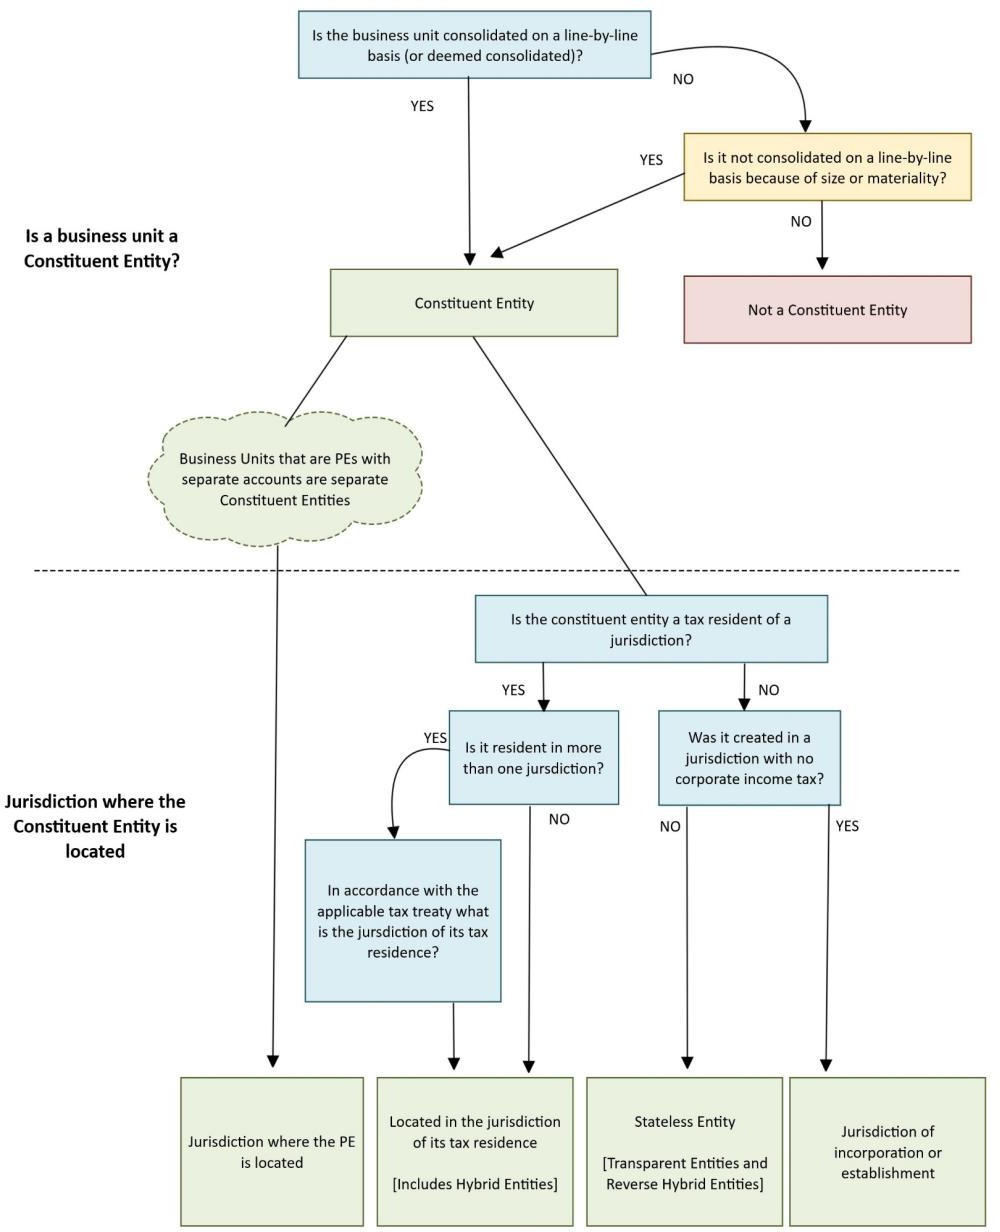 Is the business unit consolidated on a line-by-line
basis (or deemed consolidated)?
NO
YES
YES
Is it not consolidated on a line-by-line
basis because of size or materiality?
NO
Is a business unit a
Constituent Entity?
Constituent Entity
Not a Constituent Entity
Business Units that are PEs with
separate accounts are separate
Constituent Entities
Is the constituent entity a tax resident of a
jurisdiction?
YES
NO
YES
Is it resident in more
than one jursdiction?
Was it created in a
jurisdiction with no
corporate income tax?
NO
NO
YES
Jurisdiction where the
Constituent Entity is
located
In accordance with the
applicable tax treaty what
is the jursdiction of its tax
residence?
Jurisdiction where the PE
is located
Located in the jurisdiction
of its tax residence
[Includes Hybrid Entities]
Stateless Entity
[Transparent Entities and
Reverse Hybrid Entities]
Jurisdiction of
incorporation or
establishment